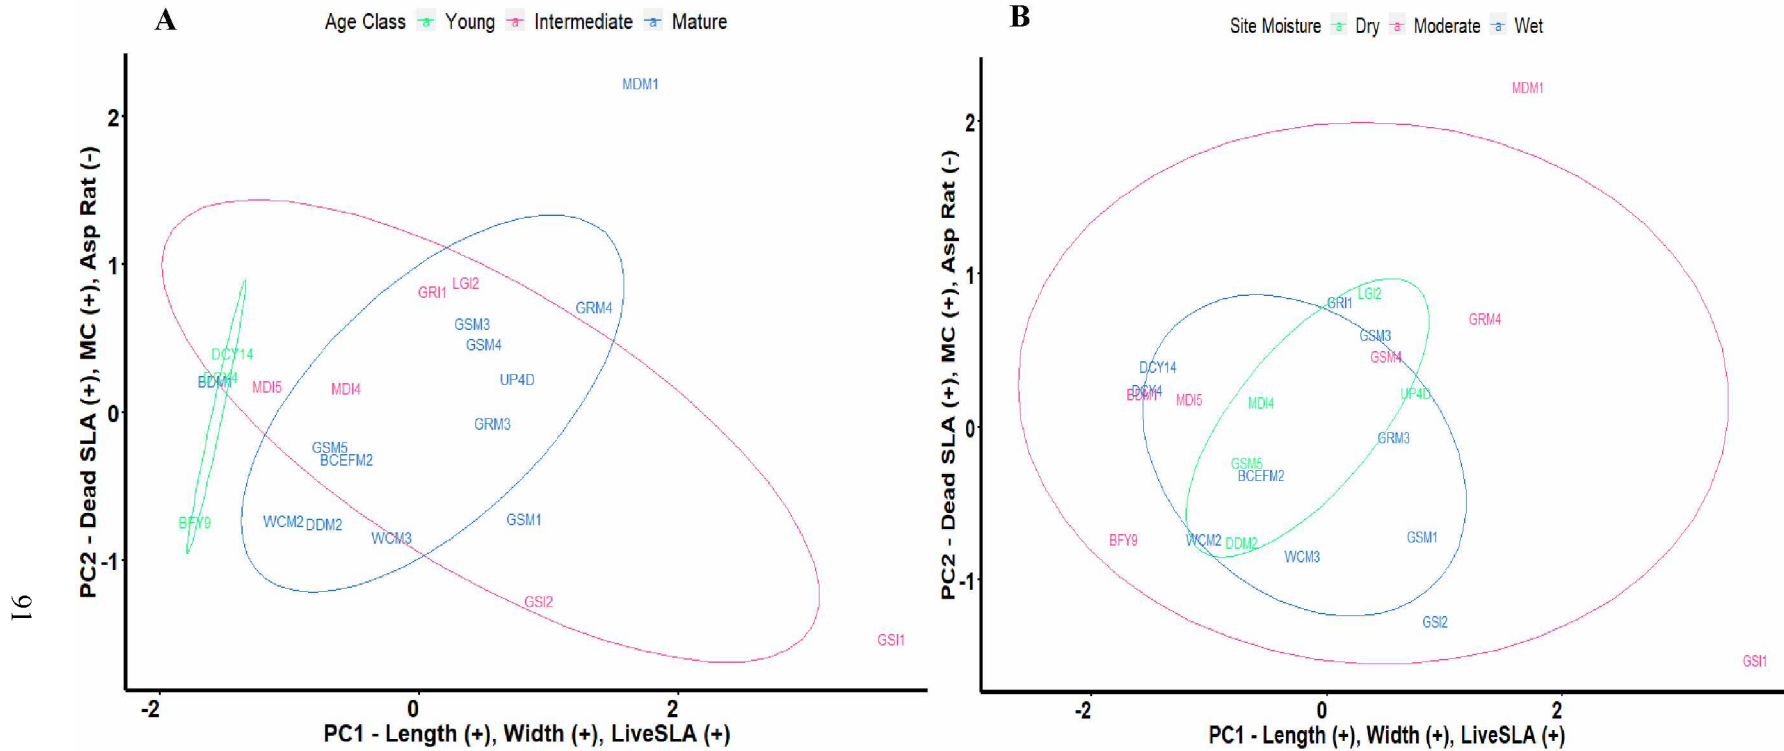 A
Age Class a Young a Intermediate a Mature
PC2 - Dead SLA (+), MC (+), Asp Rat (-)
2
1
0
-1
MDM1
LGI2
GRI1
GRM4
GSM3
GSM4
DCY14
BDM1
MDI5
MDI4
UP4D
GRM3
GSM5
BCEFM2
BFY9
WCM2
DDM2
GSM1
WCM3
GSI2
GSI1
-2
0
2
PC1 - Length (+), Width (+), LiveSLA (+)
B
Site Moisture a Dry a Moderate a Wet
PC2 - Dead SLA (+), MC (+), Asp Rat (-)
2
1
0
-1
MDM1
LGI2
GRI1
GRM4
GSM3
GSM4
DCY14
DCY4
BDM1
MDI5
MDI4
UP4D
GRM3
GSM5
BCEFM2
BFY9
WCM2
DDM2
GSM1
WCM3
GSI2
GSI1
-2
0
2
PC1 - Length (+), Width (+), LiveSLA (+)
91